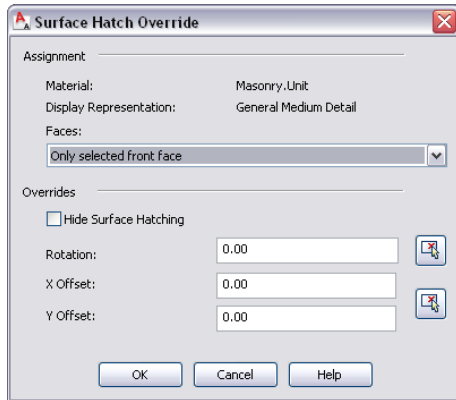 Surface Hatch Override
Assignment
Material: Masonry.Unit
Display Representation: General Medium Detail
Faces:
Only selected front face
Overrides
Hide Surface Hatching
Rotation: 0.00
X Offset: 0.00
Y Offset: 0.00
OK Cancel Help